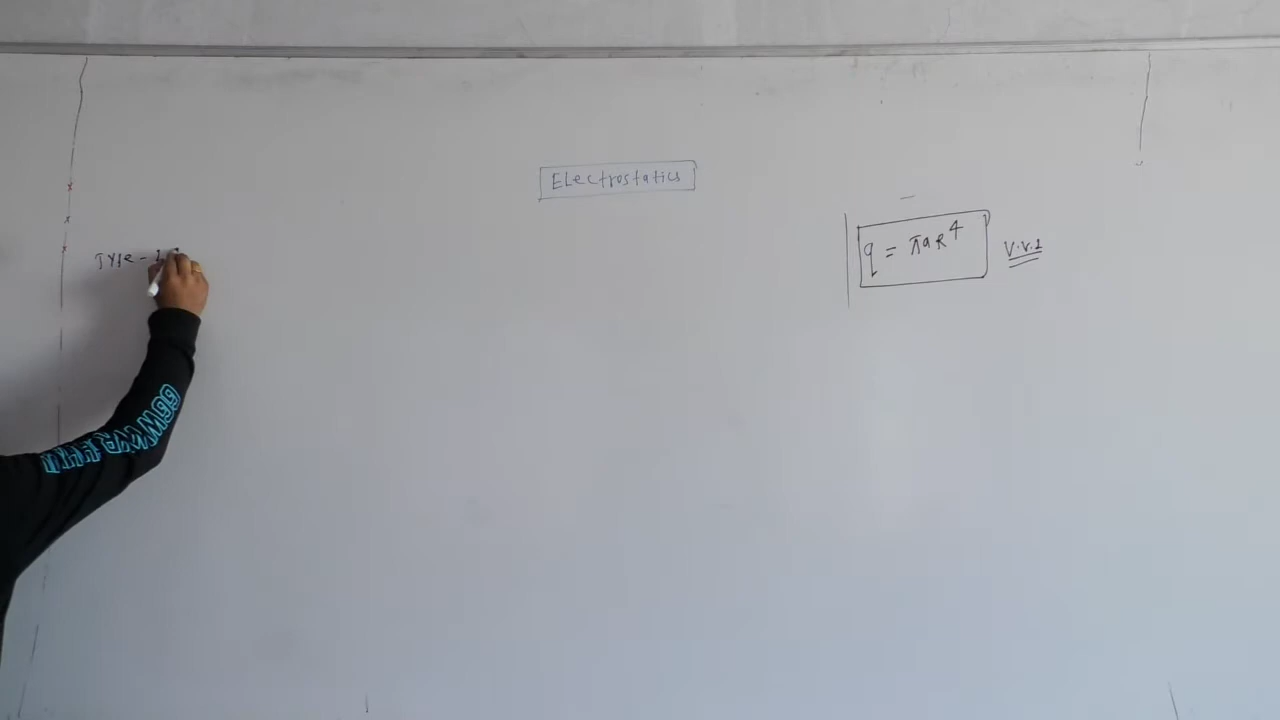 Electrostatics
q = πaR⁴
V.V.I
Type -